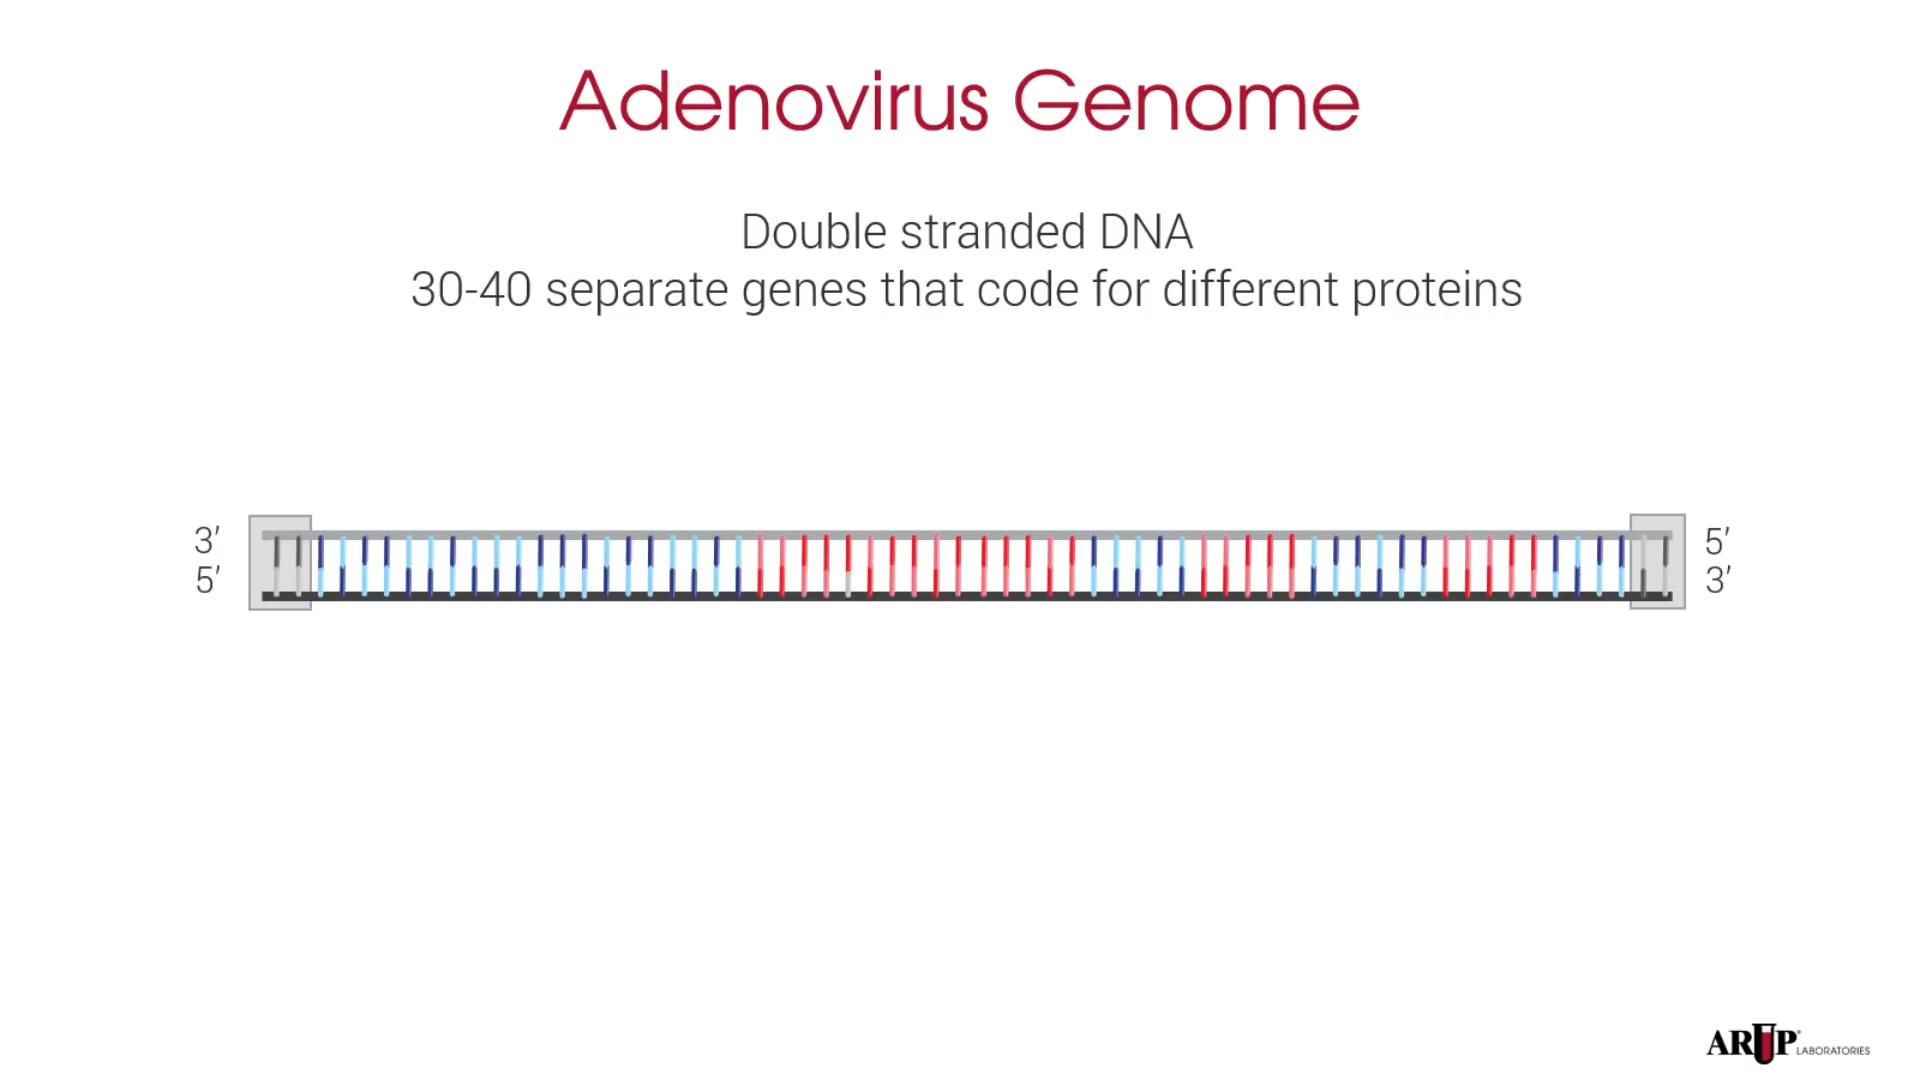 Adenovirus Genome
Double stranded DNA
30-40 separate genes that code for different proteins
3’ 5’
5’ 3’
ARUP® LABORATORIES